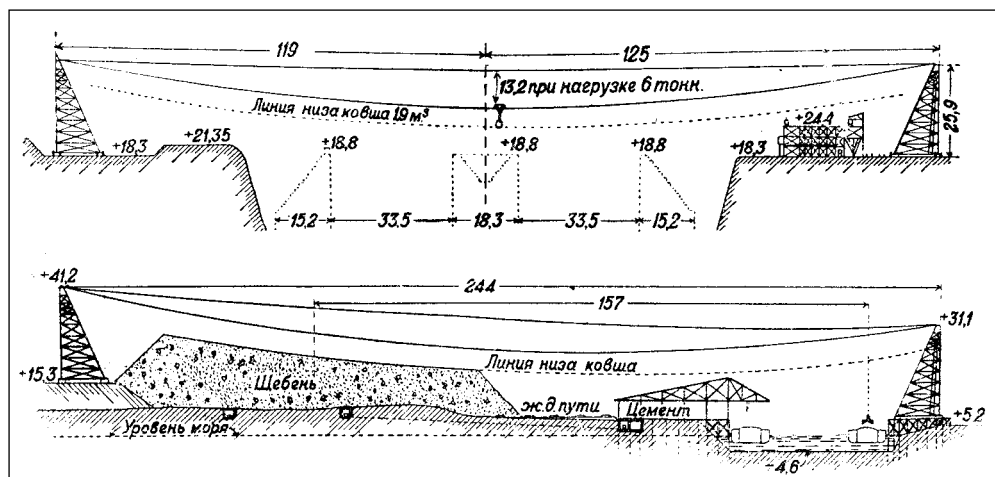 119 125
13,2 при нагрузке 6 тонн.
Линия низа ковша 1,9 м³
25,9
+24,4
+21,35
+18,3 +18,8 +18,8 +18,8 +18,3
15,2 33,5 18,3 33,5 15,2
+41,2 244
157
+31,1
Линия низа ковша
+15,3 Щебень
ж.д. пути Цемент
Уровень моря +5,2
-4,6